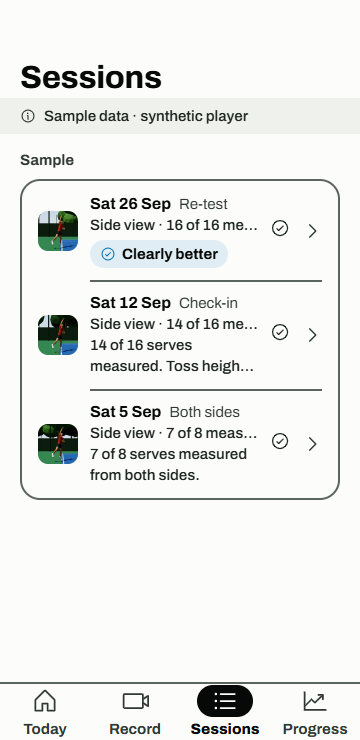 Sessions
Sample data · synthetic player
Sample
Sat 26 Sep Re-test
Side view · 16 of 16 me...
Clearly better
Sat 12 Sep Check-in
Side view · 14 of 16 me...
14 of 16 serves
measured. Toss heigh...
Sat 5 Sep Both sides
Side view · 7 of 8 meas...
7 of 8 serves measured
from both sides.
Today
Record
Sessions
Progress